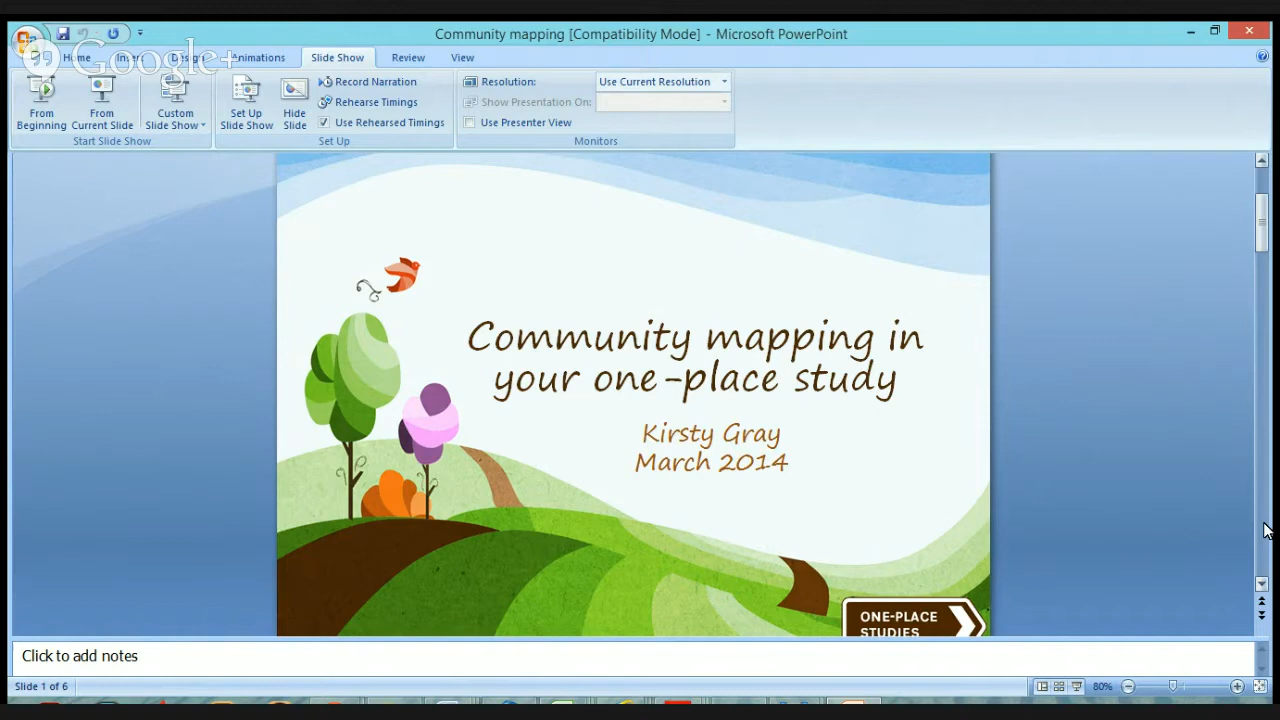 Community mapping [Compatibility Mode] - Microsoft PowerPoint
Google+
Home Insert Design Animations Slide Show Review View
From Beginning
From Current Slide
Custom Slide Show
Start Slide Show
Set Up Slide Show
Hide Slide
Record Narration
Rehearse Timings
Use Rehearsed Timings
Set Up
Resolution: Use Current Resolution
Show Presentation On:
Use Presenter View
Monitors
Community mapping in
your one-place study
Kirsty Gray
March 2014
ONE-PLACE
STUDIES
Click to add notes
Slide 1 of 6
80%